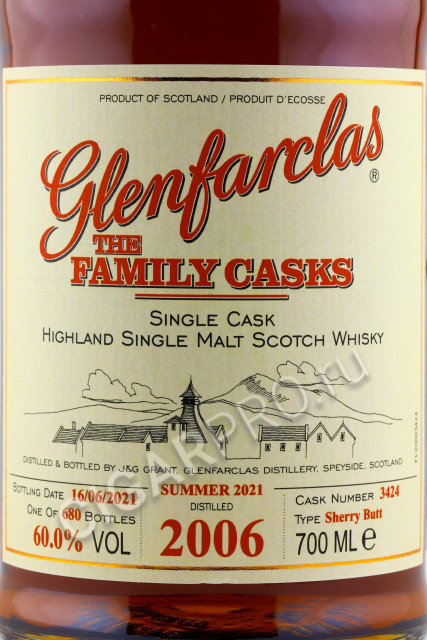 PRODUCT OF SCOTLAND / PRODUIT D'ECOSSE
Glenfarclas®
THE
FAMILY CASKS
SINGLE CASK
HIGHLAND SINGLE MALT SCOTCH WHISKY
DISTILLED & BOTTLED BY J&G GRANT, GLENFARCLAS DISTILLERY, SPEYSIDE, SCOTLAND
BOTTLING DATE 16/06/2021
ONE OF 680 BOTTLES
60.0% VOL
SUMMER 2021
DISTILLED
2006
CASK NUMBER 3424
TYPE Sherry Butt
700 ML e
CIGARPRO.ru